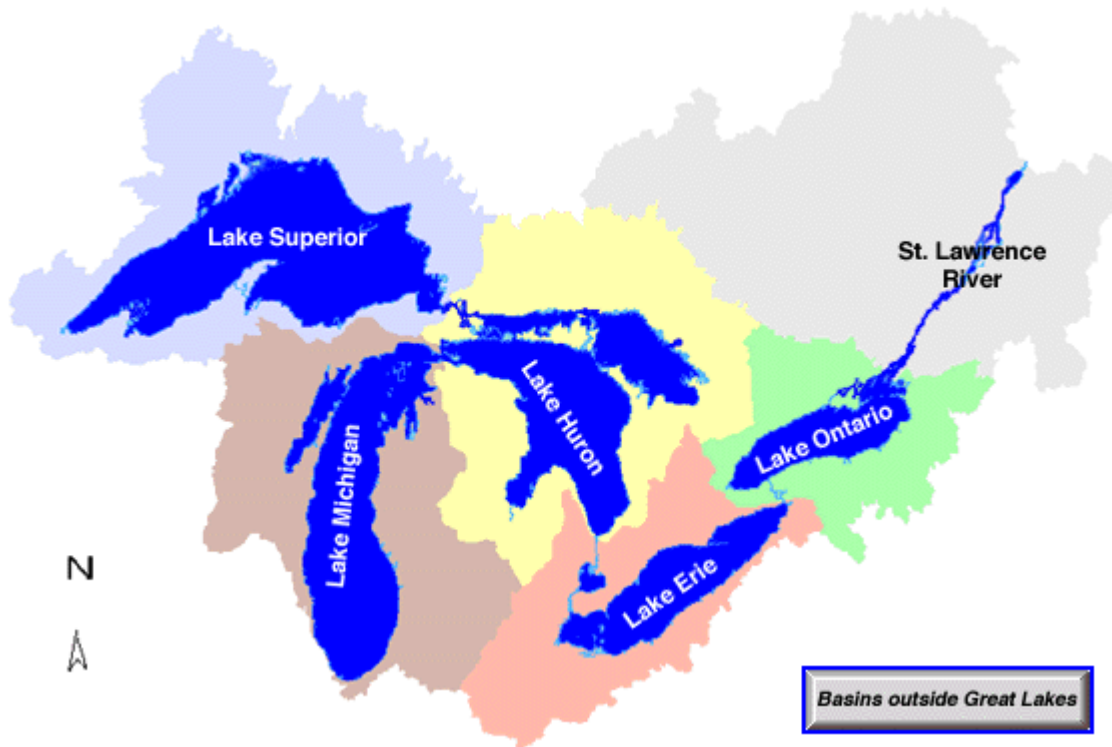 Lake Superior
St. Lawrence
River
Lake Huron
Lake Ontario
Lake Michigan
Lake Erie
N
Basins outside Great Lakes